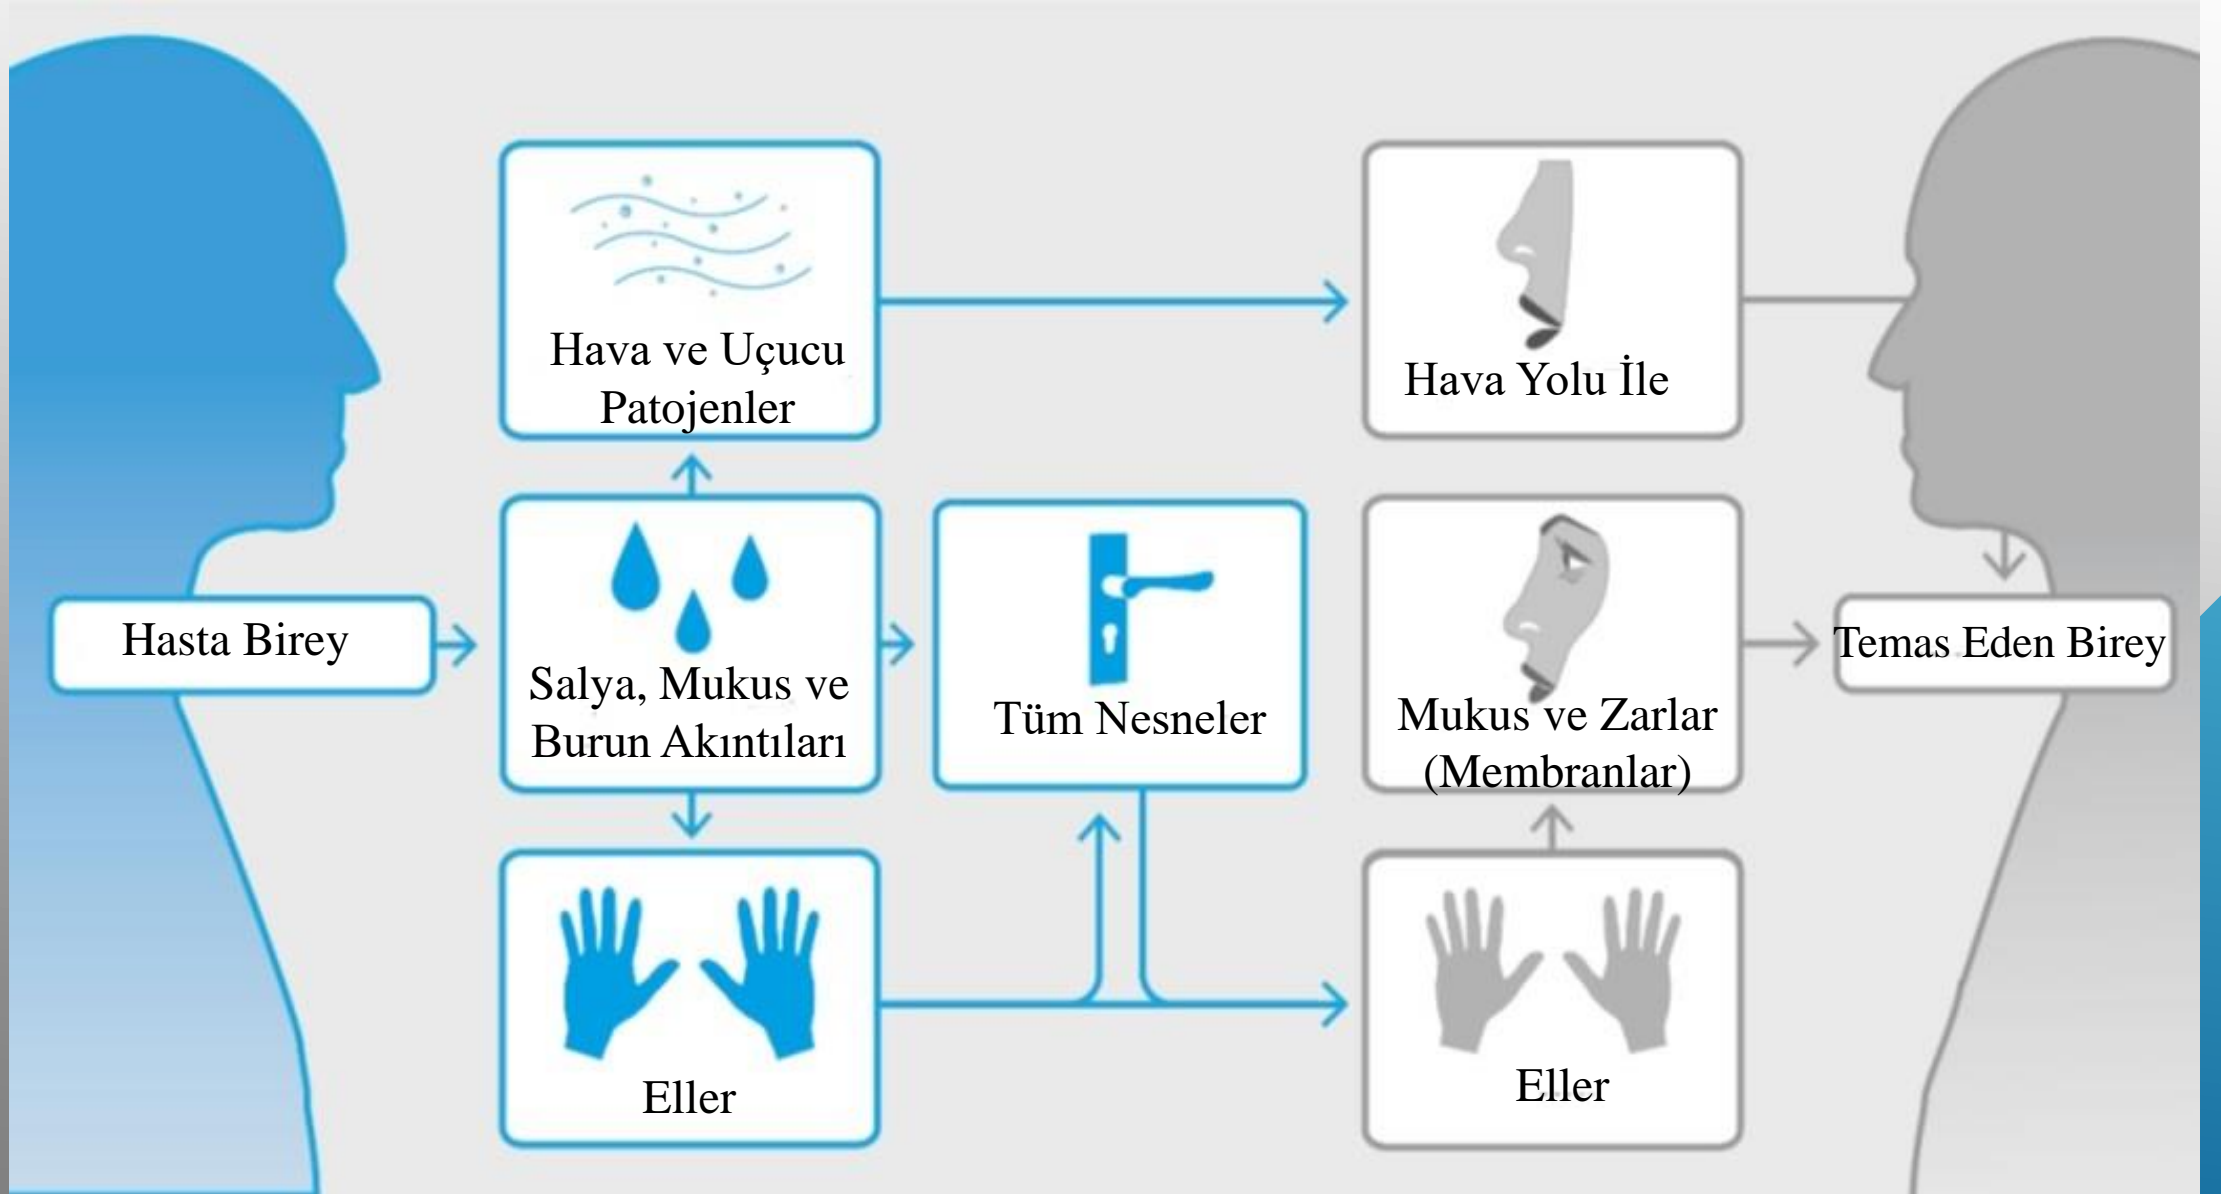 Hava ve Uçucu
Patojenler
Hava Yolu İle
Hasta Birey
Salya, Mukus ve
Burun Akıntıları
Tüm Nesneler
Mukus ve Zarlar
(Membranlar)
Temas Eden Birey
Eller
Eller